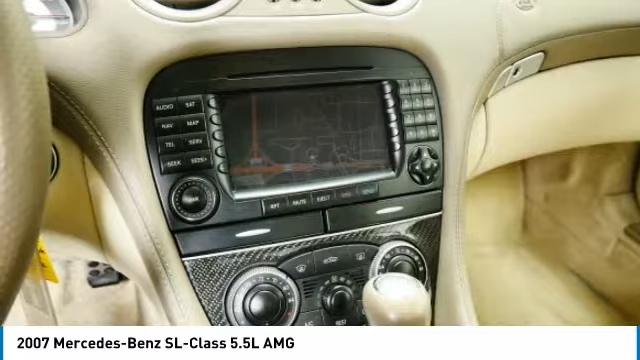 AUDIO SAT
NAV MAP
TEL SERV
SEEK SEEK
RPT MUTE EJECT
REST
2007 Mercedes-Benz SL-Class 5.5L AMG